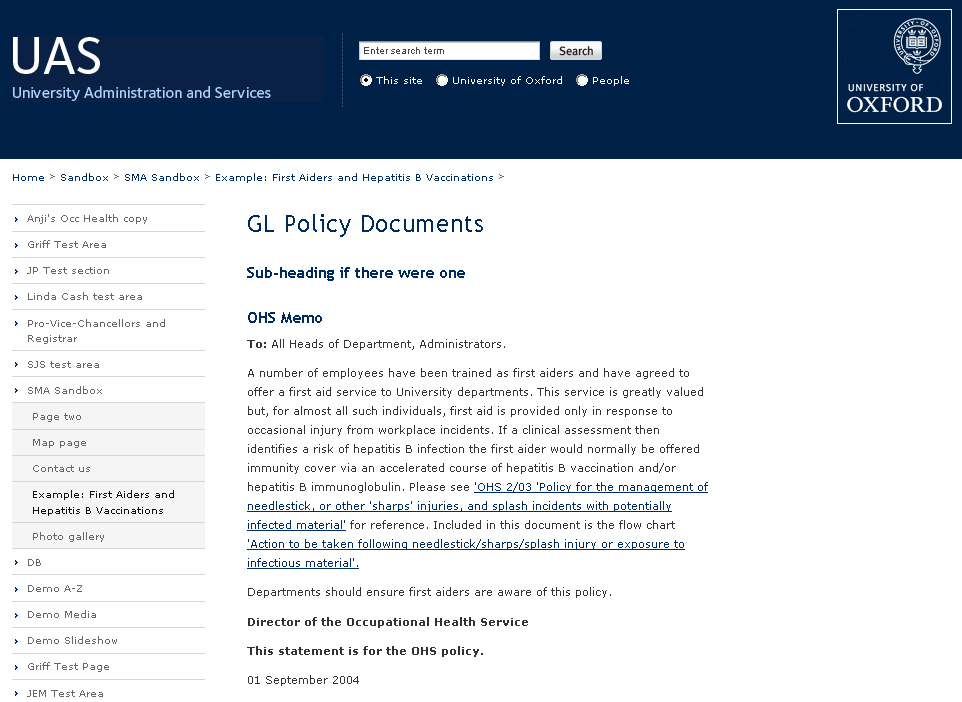 UAS
University Administration and Services
Enter search term
Search
This site
University of Oxford
People
UNIVERSITY OF
OXFORD
Home > Sandbox > SMA Sandbox > Example: First Aiders and Hepatitis B Vaccinations >
Anji's Occ Health copy
Griff Test Area
JP Test section
Linda Cash test area
Pro-Vice-Chancellors and
Registrar
SJS test area
SMA Sandbox
Page two
Map page
Contact us
Example: First Aiders and
Hepatitis B Vaccinations
Photo gallery
DB
Demo A-Z
Demo Media
Demo Slideshow
Griff Test Page
JEM Test Area
GL Policy Documents
Sub-heading if there were one
OHS Memo
To: All Heads of Department, Administrators.
A number of employees have been trained as first aiders and have agreed to
offer a first aid service to University departments. This service is greatly valued
but, for almost all such individuals, first aid is provided only in response to
occasional injury from workplace incidents. If a clinical assessment then
identifies a risk of hepatitis B infection the first aider would normally be offered
immunity cover via an accelerated course of hepatitis B vaccination and/or
hepatitis B immunoglobulin. Please see 'OHS 2/03 'Policy for the management of
needlestick, or other 'sharps' injuries, and splash incidents with potentially
infected material' for reference. Included in this document is the flow chart
'Action to be taken following needlestick/sharps/splash injury or exposure to
infectious material'.
Departments should ensure first aiders are aware of this policy.
Director of the Occupational Health Service
This statement is for the OHS policy.
01 September 2004